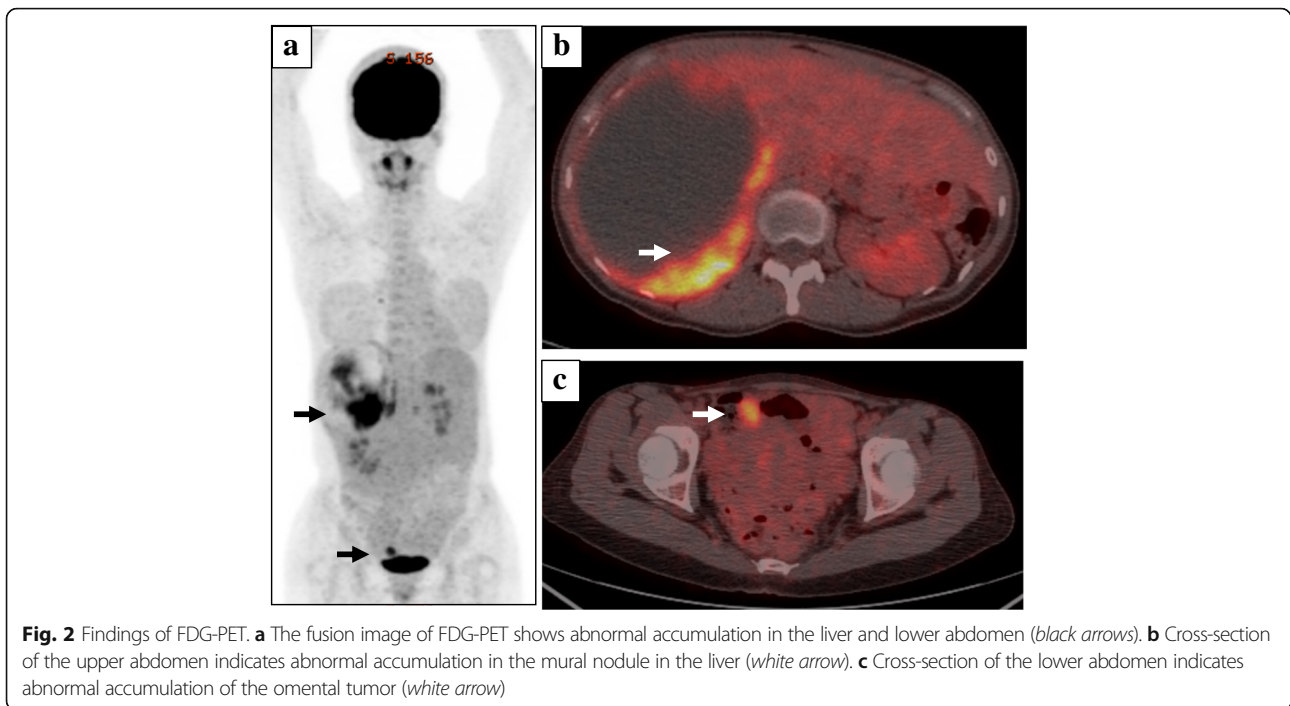 a
S 156
b
c
Fig. 2 Findings of FDG-PET. a The fusion image of FDG-PET shows abnormal accumulation in the liver and lower abdomen (black arrows). b Cross-section
of the upper abdomen indicates abnormal accumulation in the mural nodule in the liver (white arrow). c Cross-section of the lower abdomen indicates
abnormal accumulation of the omental tumor (white arrow)